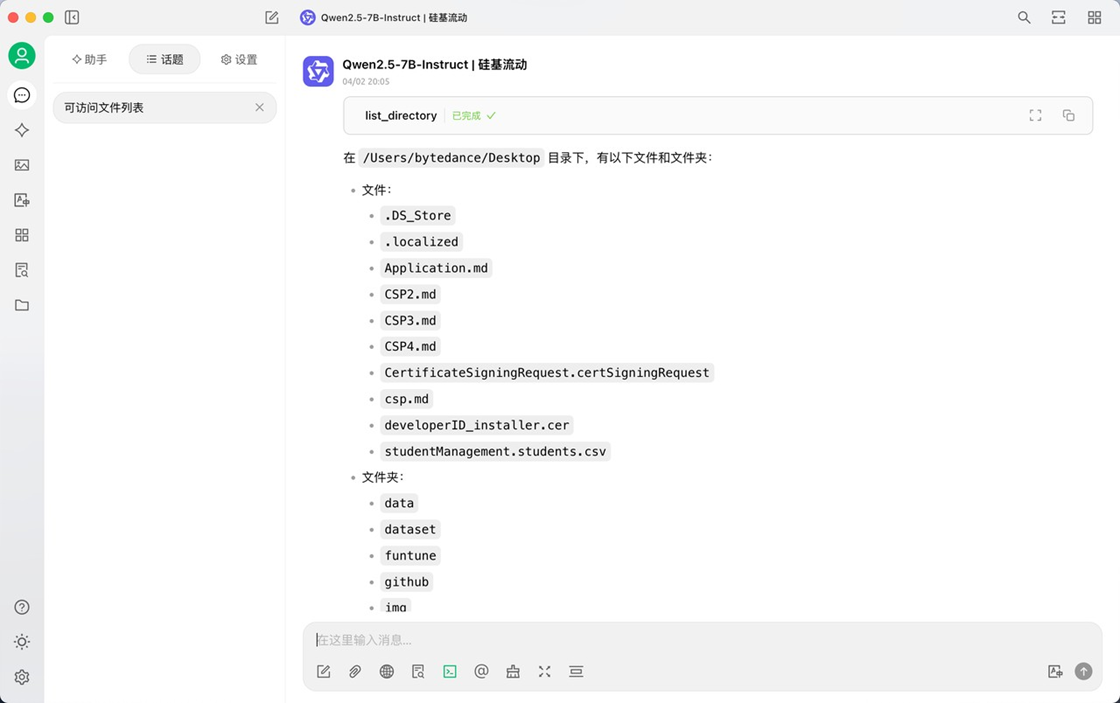 Qwen2.5-7B-Instruct | 硅基流动
助手
话题
设置
可访问文件列表
Qwen2.5-7B-Instruct | 硅基流动
04/02 20:05
list_directory 已完成
在 /Users/bytedance/Desktop 目录下，有以下文件和文件夹：
文件：
.DS_Store
.localized
Application.md
CSP2.md
CSP3.md
CSP4.md
CertificateSigningRequest.certSigningRequest
csp.md
developerID_installer.cer
studentManagement.students.csv
文件夹：
data
dataset
funtune
github
img
在这里输入消息...